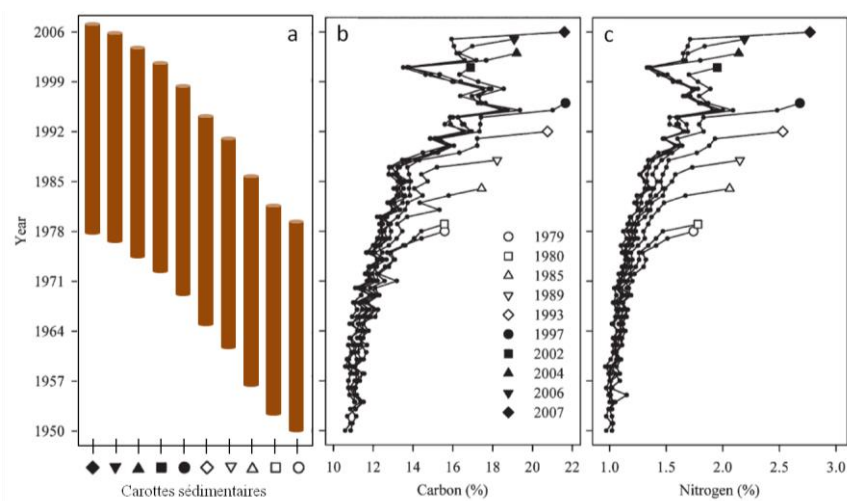 a
b
c
2006
1999
1992
1985
1978
1971
1964
1957
1950
Year
Carottes sédimentaires
1979
1980
1985
1989
1993
1997
2002
2004
2006
2007
10 12 14 16 18 20 22
Carbon (%)
1.0 1.5 2.0 2.5 3.0
Nitrogen (%)